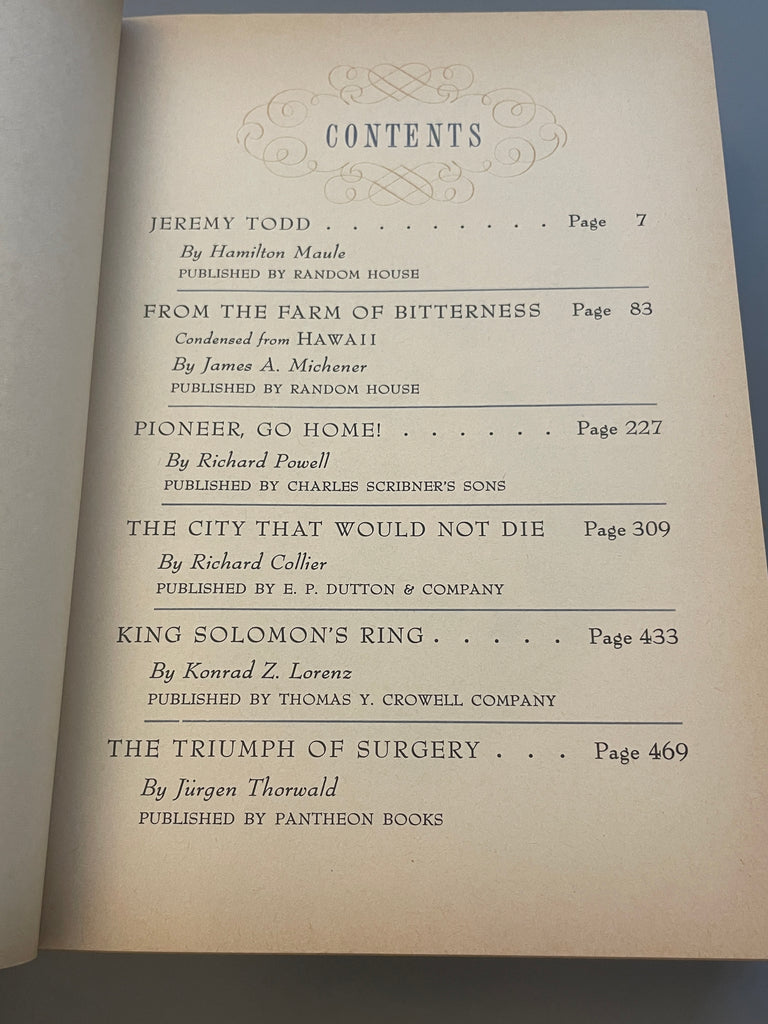 CONTENTS
JEREMY TODD . . . . . . . . . Page 7
By Hamilton Maule
PUBLISHED BY RANDOM HOUSE
FROM THE FARM OF BITTERNESS Page 83
Condensed from HAWAII
By James A. Michener
PUBLISHED BY RANDOM HOUSE
PIONEER, GO HOME! . . . . . . Page 227
By Richard Powell
PUBLISHED BY CHARLES SCRIBNER'S SONS
THE CITY THAT WOULD NOT DIE Page 309
By Richard Collier
PUBLISHED BY E. P. DUTTON & COMPANY
KING SOLOMON'S RING . . . . . Page 433
By Konrad Z. Lorenz
PUBLISHED BY THOMAS Y. CROWELL COMPANY
THE TRIUMPH OF SURGERY . . . Page 469
By Jürgen Thorwald
PUBLISHED BY PANTHEON BOOKS